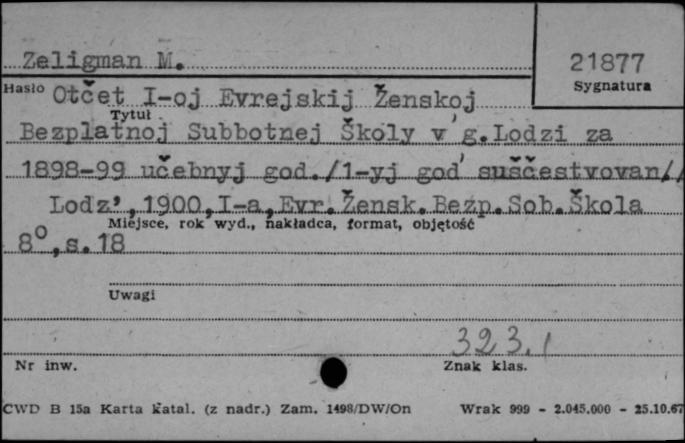 Zeligman M.
21877
Sygnatura
Hasło Otčet I-oj Evrejskij Ženskoj
Tytuł
Bezplatnoj Subbotnej Školy v g. Lodzi za
1898-99 učebnyj god./1-yj god suščestvovan//
Lodz', 1900, I-a, Evr. Žensk. Bezp. Sob. Škola
Miejsce, rok wyd., nakładca, format, objętość
8°, s. 18
Uwagi
323.1
Nr inw.
Znak klas.
CWD B 15a Karta katal. (z nadr.) Zam. 1498/DW/On Wrak 999 - 2.045.000 - 25.10.67